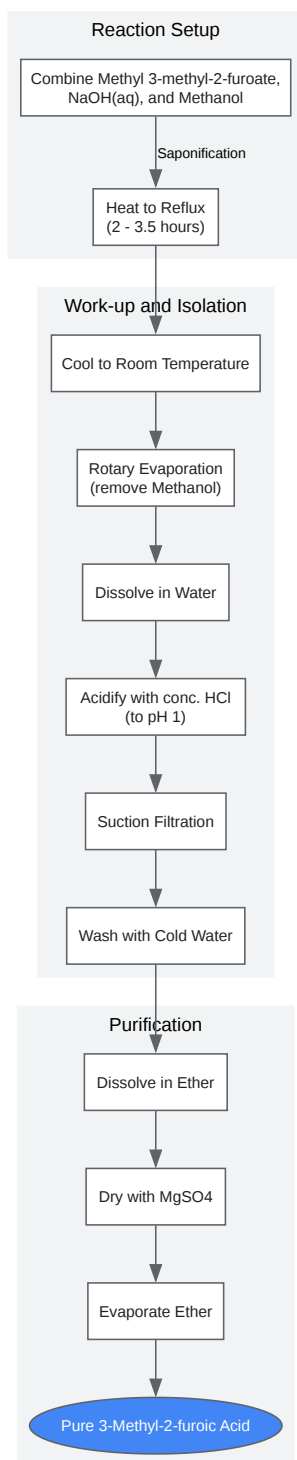 Reaction Setup
Combine Methyl 3-methyl-2-furoate,
NaOH(aq), and Methanol
Saponification
Heat to Reflux
(2 - 3.5 hours)
Work-up and Isolation
Cool to Room Temperature
Rotary Evaporation
(remove Methanol)
Dissolve in Water
Acidify with conc. HCl
(to pH 1)
Suction Filtration
Wash with Cold Water
Purification
Dissolve in Ether
Dry with MgSO4
Evaporate Ether
Pure 3-Methyl-2-furoic Acid